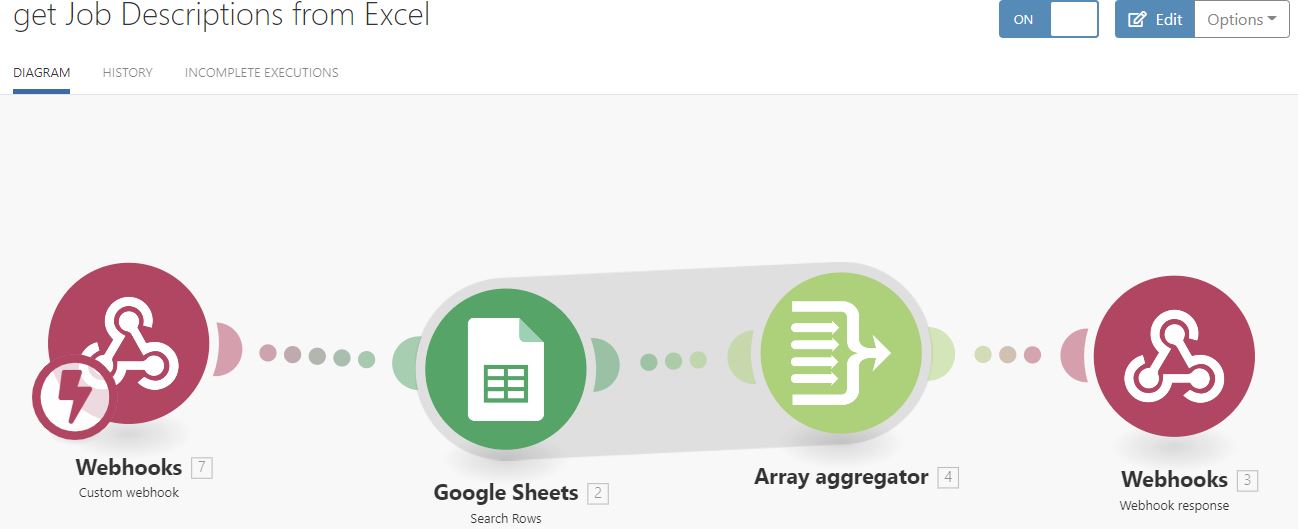 get Job Descriptions from Excel
ON
Edit
Options
DIAGRAM
HISTORY
INCOMPLETE EXECUTIONS
Webhooks 7
Custom webhook
Google Sheets 2
Search Rows
Array aggregator 4
Webhooks 3
Webhook response